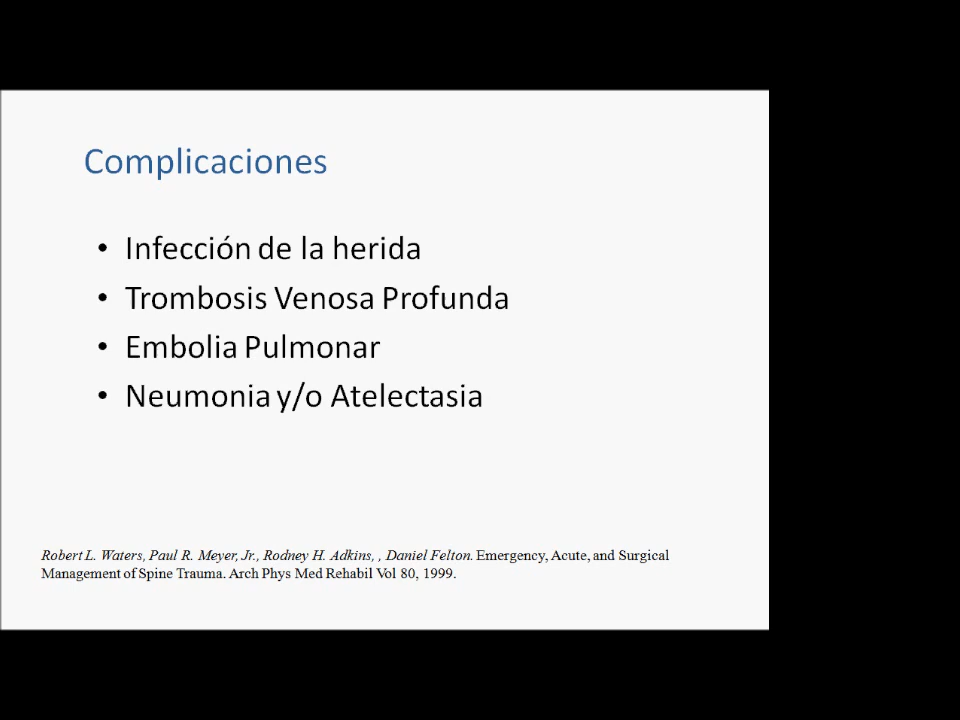 Complicaciones
• Infección de la herida
• Trombosis Venosa Profunda
• Embolia Pulmonar
• Neumonia y/o Atelectasia
Robert L. Waters, Paul R. Meyer, Jr., Rodney H. Adkins, , Daniel Felton. Emergency, Acute, and Surgical
Management of Spine Trauma. Arch Phys Med Rehabil Vol 80, 1999.